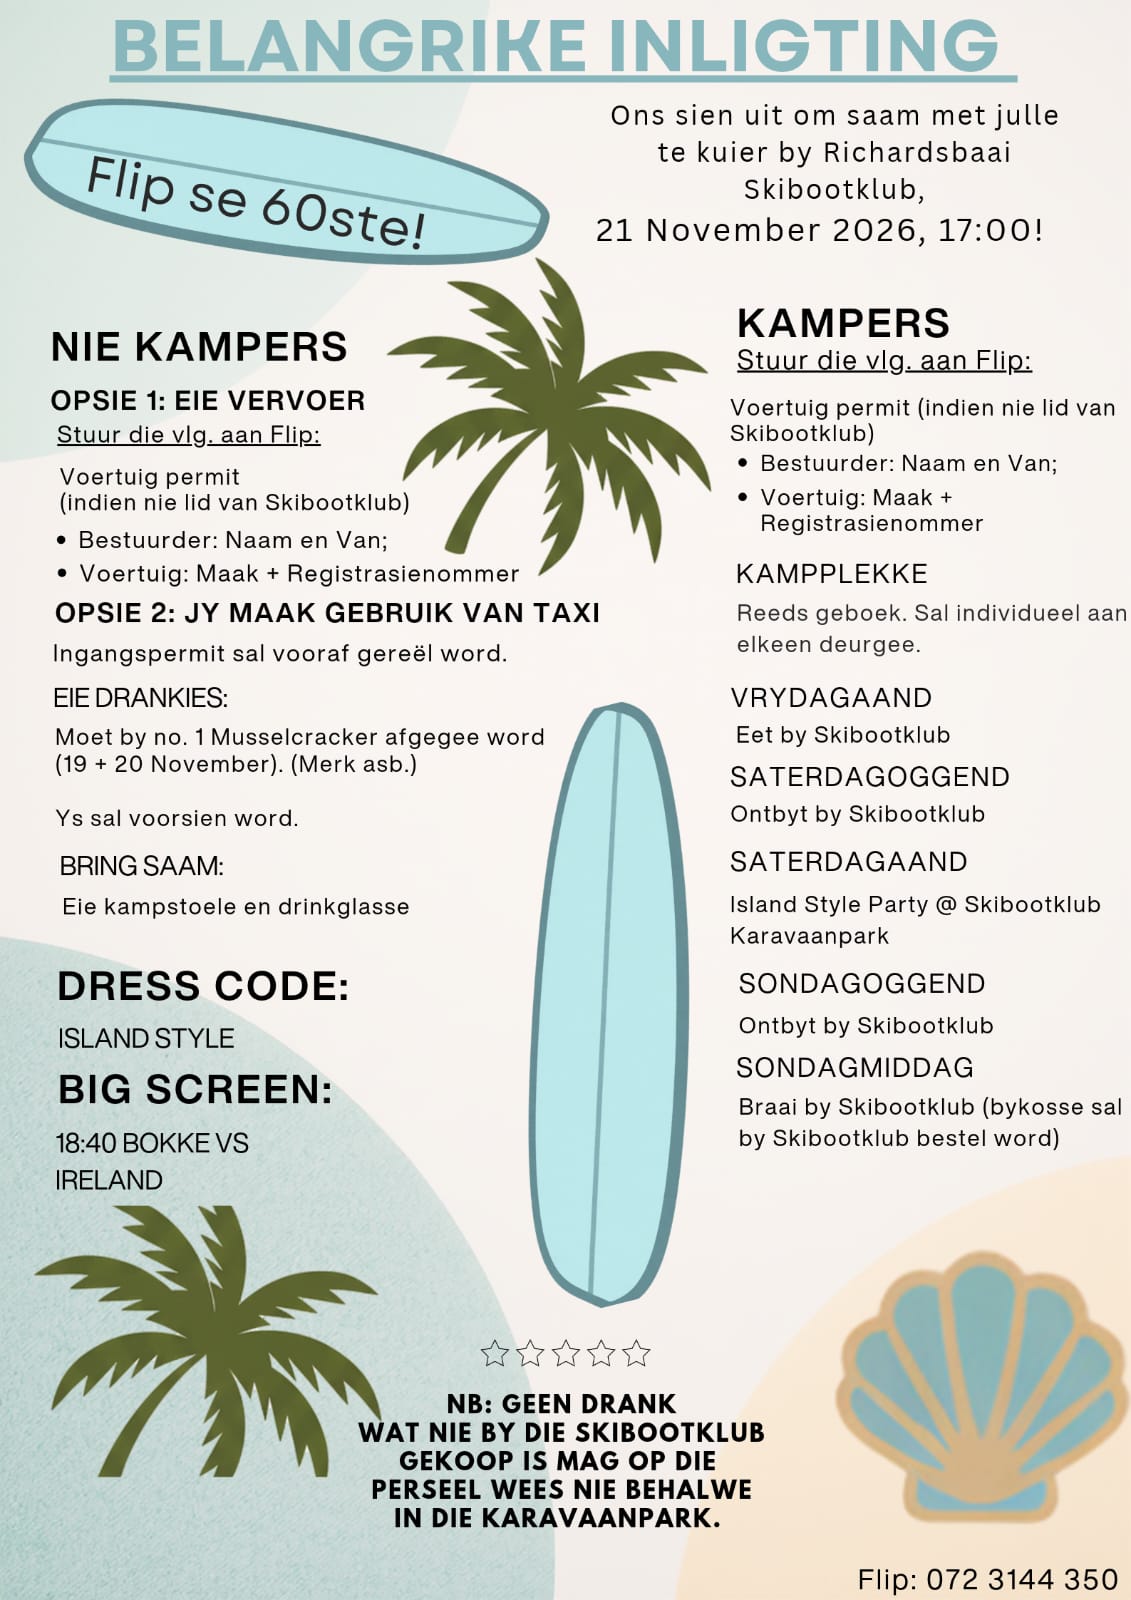 BELANGRIKE INLIGTING
Flip se 60ste!
Ons sien uit om saam met julle
te kuier by Richardsbaai
Skibootklub,
21 November 2026, 17:00!
NIE KAMPERS
OPSIE 1: EIE VERVOER
Stuur die vlg. aan Flip:
Voertuig permit
(indien nie lid van Skibootklub)
• Bestuurder: Naam en Van;
• Voertuig: Maak + Registrasienommer
OPSIE 2: JY MAAK GEBRUIK VAN TAXI
Ingangspermit sal vooraf gereël word.
EIE DRANKIES:
Moet by no. 1 Musselcracker afgegee word
(19 + 20 November). (Merk asb.)
Ys sal voorsien word.
BRING SAAM:
Eie kampstoele en drinkglasse
DRESS CODE:
ISLAND STYLE
BIG SCREEN:
18:40 BOKKE VS
IRELAND
KAMPERS
Stuur die vlg. aan Flip:
Voertuig permit (indien nie lid van
Skibootklub)
• Bestuurder: Naam en Van;
• Voertuig: Maak +
Registrasienommer
KAMPPLEKKE
Reeds geboek. Sal individueel aan
elkeen deurgee.
VRYDAGAAND
Eet by Skibootklub
SATERDAGOGGEND
Ontbyt by Skibootklub
SATERDAGAAND
Island Style Party @ Skibootklub
Karavaanpark
SONDAGOGGEND
Ontbyt by Skibootklub
SONDAGMIDDAG
Braai by Skibootklub (bykosse sal
by Skibootklub bestel word)
NB: GEEN DRANK
WAT NIE BY DIE SKIBOOTKLUB
GEKOOP IS MAG OP DIE
PERSEEL WEES NIE BEHALWE
IN DIE KARAVAANPARK.
Flip: 072 3144 350